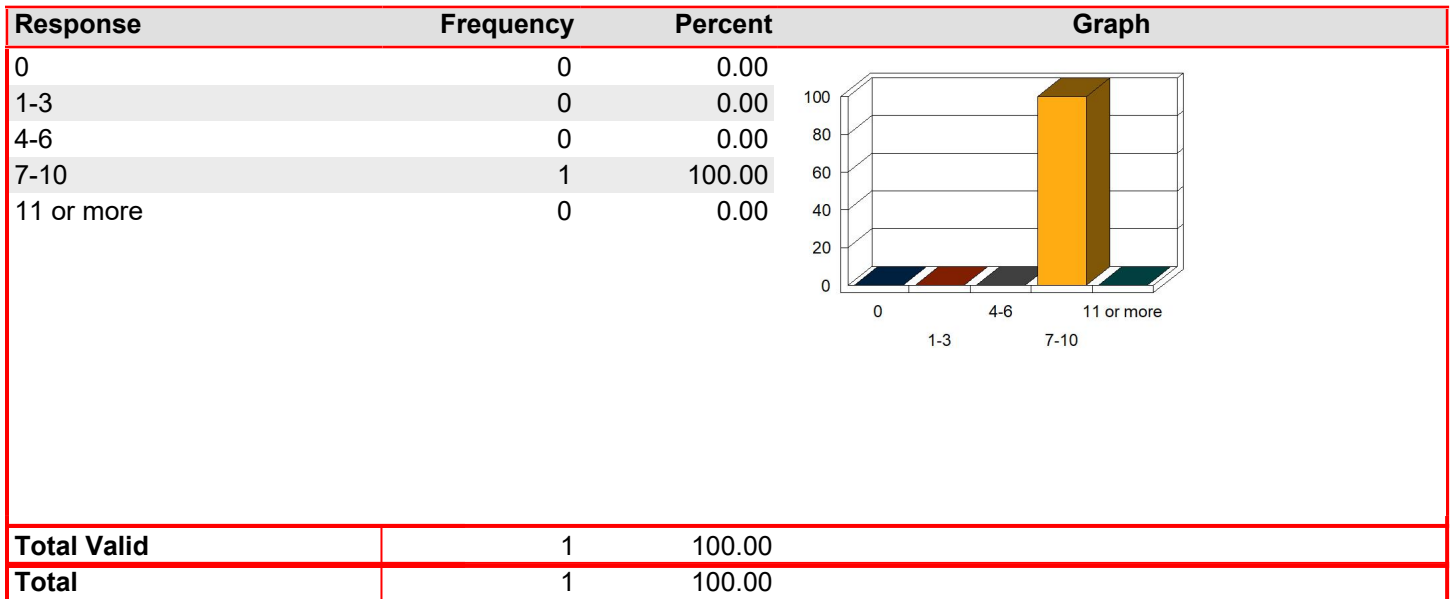 Response Frequency Percent Graph
0 0 0.00
1-3 0 0.00
4-6 0 0.00
7-10 1 100.00
11 or more 0 0.00
100
80
60
40
20
0
0 4-6 11 or more
1-3 7-10
Total Valid 1 100.00
Total 1 100.00